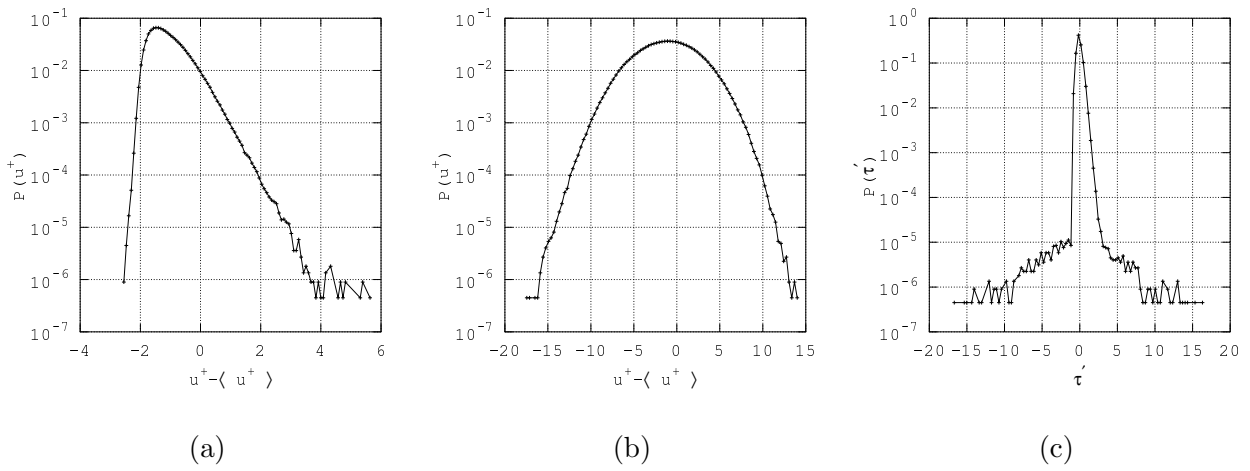 10⁻¹
10⁻²
10⁻³
10⁻⁴
10⁻⁵
10⁻⁶
10⁻⁷
P(u⁺)
-4 -2 0 2 4 6
u⁺-⟨ u⁺ ⟩
(a)
10⁻¹
10⁻²
10⁻³
10⁻⁴
10⁻⁵
10⁻⁶
10⁻⁷
P(u⁺)
-20 -15 -10 -5 0 5 10 15
u⁺-⟨ u⁺ ⟩
(b)
10⁰
10⁻¹
10⁻²
10⁻³
10⁻⁴
10⁻⁵
10⁻⁶
10⁻⁷
P(τ′)
-20 -15 -10 -5 0 5 10 15 20
τ′
(c)